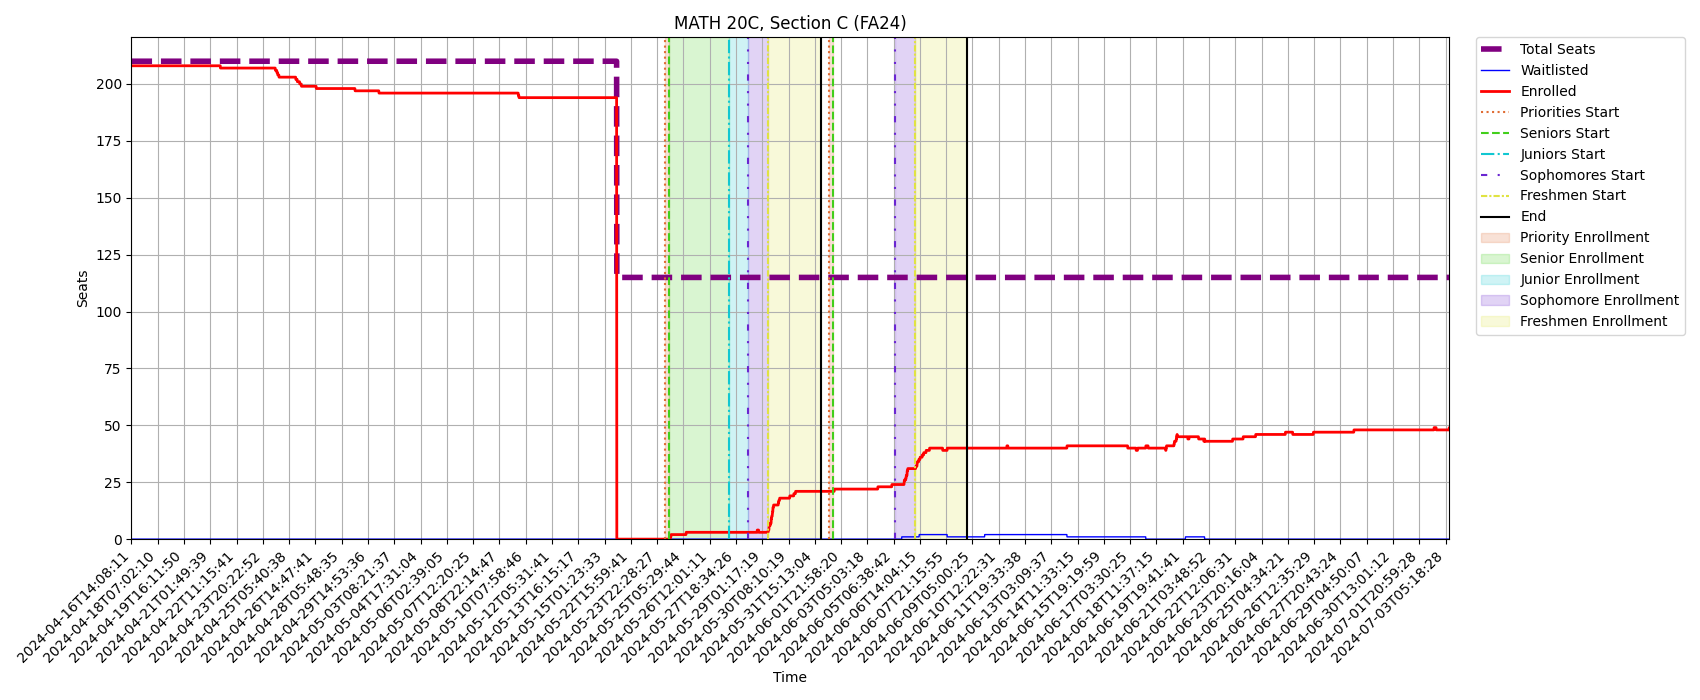 MATH 20C, Section C (FA24)
Total Seats
Waitlisted
Enrolled
Priorities Start
Seniors Start
Juniors Start
Sophomores Start
Freshmen Start
End
Priority Enrollment
Senior Enrollment
Junior Enrollment
Sophomore Enrollment
Freshmen Enrollment
Seats
200
175
150
125
100
75
50
25
0
2024-04-16T14:08:11
2024-04-18T07:02:10
2024-04-19T16:11:50
2024-04-21T01:49:39
2024-04-22T11:15:41
2024-04-23T20:22:52
2024-04-25T05:40:38
2024-04-26T14:47:41
2024-04-28T05:48:35
2024-04-29T14:53:36
2024-05-03T08:21:37
2024-05-04T17:31:04
2024-05-06T02:39:05
2024-05-07T12:20:25
2024-05-08T22:14:47
2024-05-10T07:58:46
2024-05-12T05:31:41
2024-05-13T16:15:17
2024-05-15T01:23:33
2024-05-22T15:59:41
2024-05-23T22:28:27
2024-05-25T05:29:44
2024-05-26T12:01:11
2024-05-27T18:34:20
2024-05-29T01:17:19
2024-05-30T08:10:19
2024-05-31T15:13:04
2024-06-01T21:58:20
2024-06-03T05:03:18
2024-06-05T06:38:42
2024-06-06T14:04:15
2024-06-07T21:15:55
2024-06-09T05:00:25
2024-06-10T12:22:31
2024-06-11T19:33:38
2024-06-13T03:09:37
2024-06-14T11:33:15
2024-06-15T19:19:59
2024-06-17T03:30:25
2024-06-18T11:37:15
2024-06-19T19:41:41
2024-06-21T03:48:52
2024-06-22T12:06:31
2024-06-23T20:16:04
2024-06-25T04:34:21
2024-06-26T12:35:29
2024-06-27T20:43:24
2024-06-29T04:50:07
2024-06-30T13:01:12
2024-07-01T20:59:28
2024-07-03T05:18:28
Time